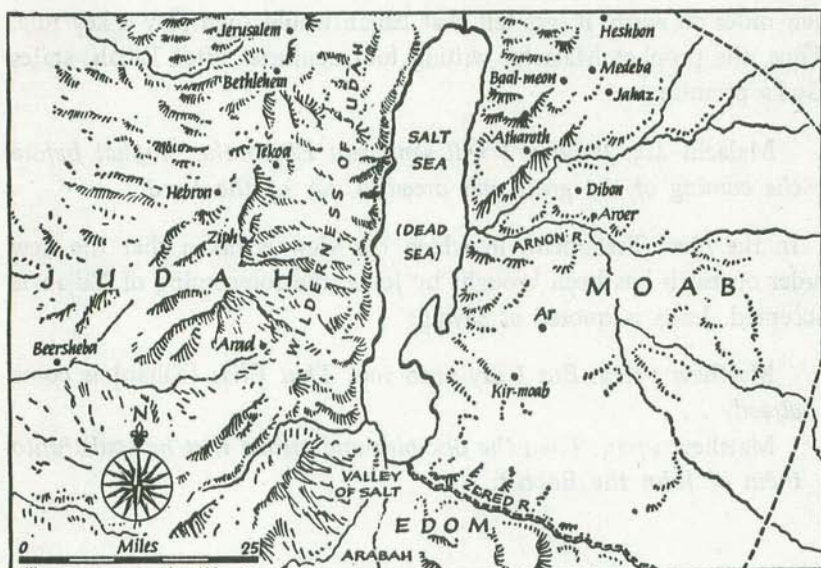 Jerusalem
Bethlehem
Tekoa
Hebron
Ziph
JUDAH
Beersheba
Arad
WILDERNESS OF JUDAH
SALT
SEA
(DEAD
SEA)
Heshbon
Medeba
Baal-meon
Jahaz
Ataroth
Dibon
Aroer
ARNON R.
MOAB
Ar
Kir-moab
VALLEY
OF SALT
ZERED R.
EDOM
ARABAH
N
0 Miles 25